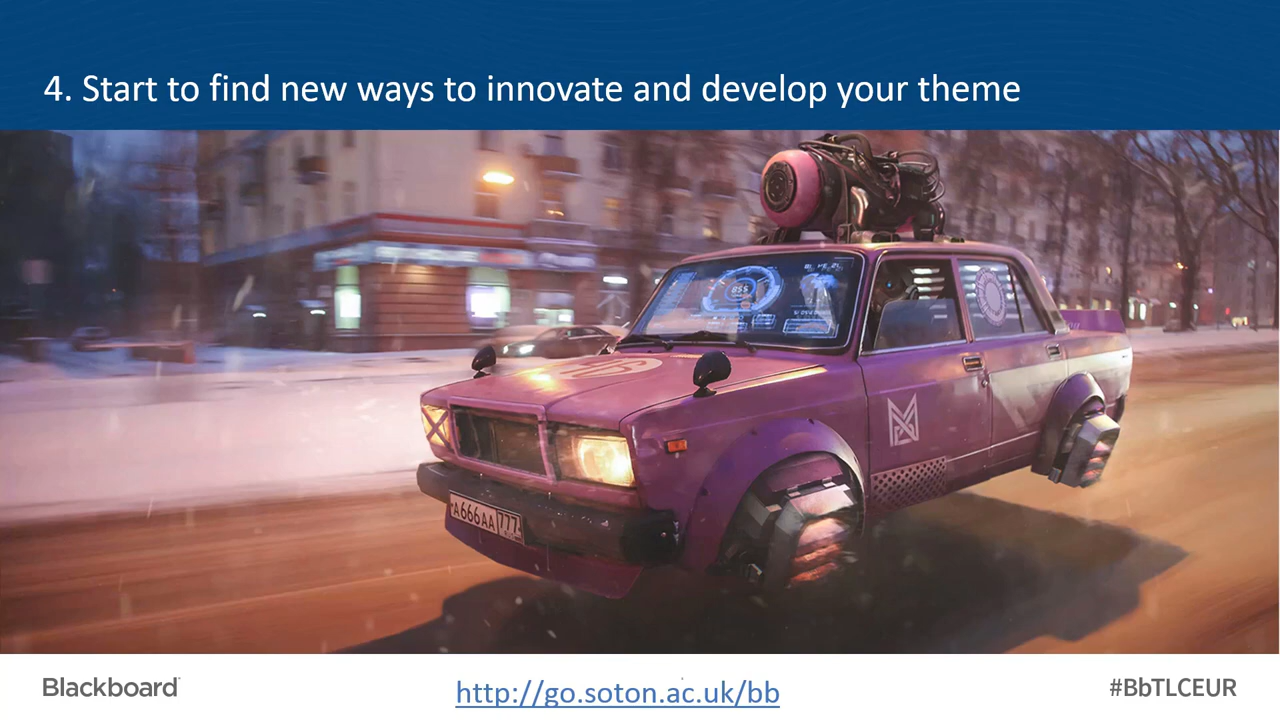 4. Start to find new ways to innovate and develop your theme
855
А666АА 777
Blackboard
http://go.soton.ac.uk/bb
#BbTLCEUR